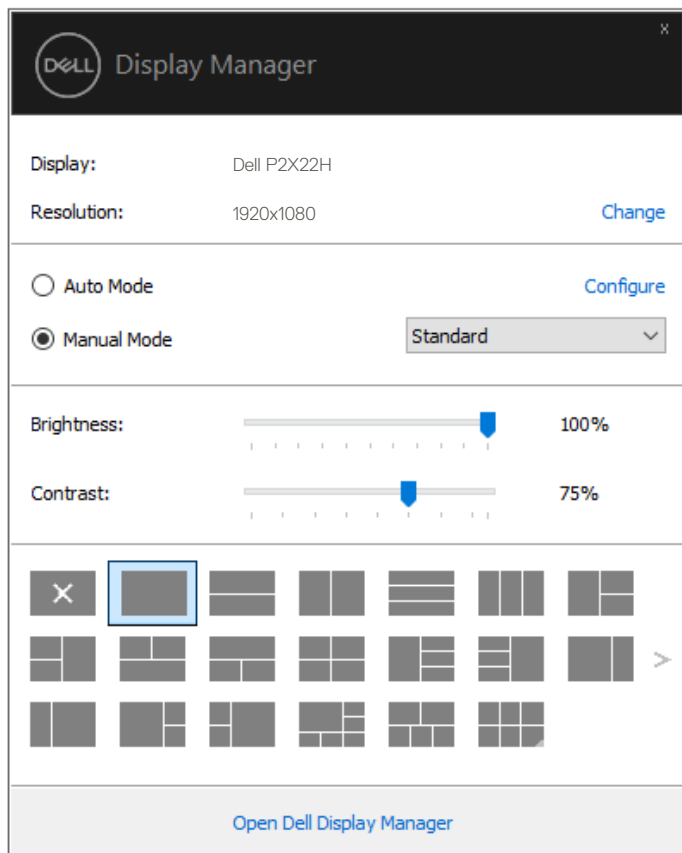 x
DELL Display Manager
Display: Dell P2X22H
Resolution: 1920x1080 Change
Auto Mode Configure
Manual Mode Standard
Brightness: 100%
Contrast: 75%
>
Open Dell Display Manager